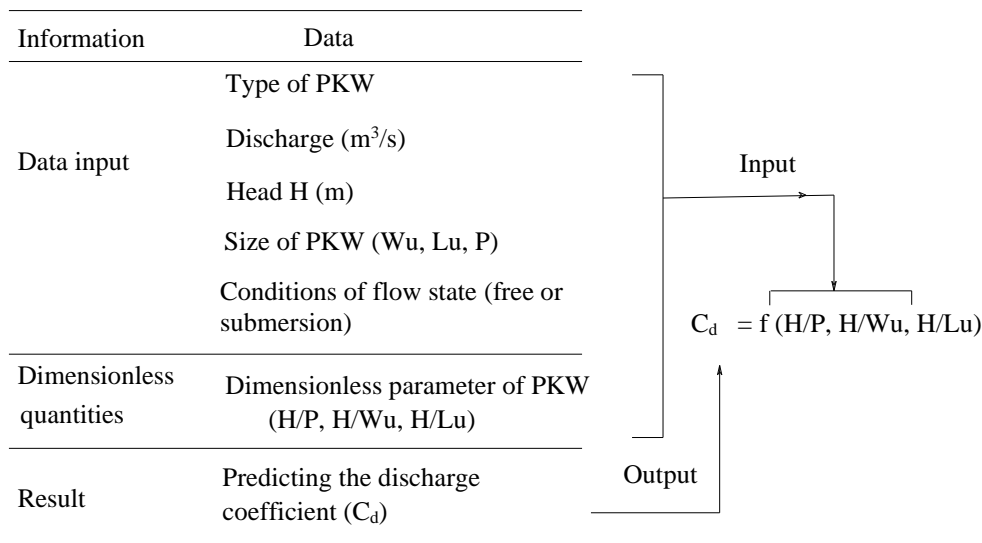 Information Data
Type of PKW
Discharge (m³/s)
Data input
Head H (m)
Size of PKW (Wu, Lu, P)
Conditions of flow state (free or
submersion)
Dimensionless
quantities
Dimensionless parameter of PKW
(H/P, H/Wu, H/Lu)
Result
Predicting the discharge
coefficient (C_d)
Input
C_d = f (H/P, H/Wu, H/Lu)
Output